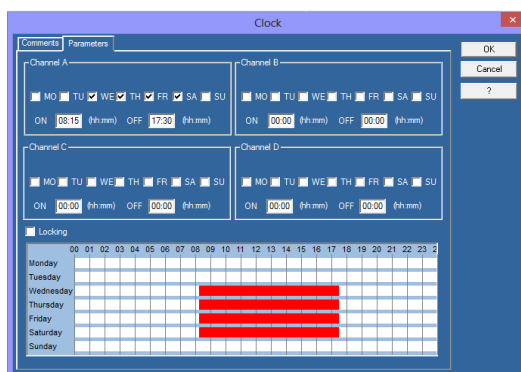 Clock
Comments Parameters
OK
Cancel
?
Channel A
MO TU WE TH FR SA SU
ON 08:15 (hh:mm) OFF 17:30 (hh:mm)
Channel B
MO TU WE TH FR SA SU
ON 00:00 (hh:mm) OFF 00:00 (hh:mm)
Channel C
MO TU WE TH FR SA SU
ON 00:00 (hh:mm) OFF 00:00 (hh:mm)
Channel D
MO TU WE TH FR SA SU
ON 00:00 (hh:mm) OFF 00:00 (hh:mm)
Locking
00 01 02 03 04 05 06 07 08 09 10 11 12 13 14 15 16 17 18 19 20 21 22 23 2
Monday
Tuesday
Wednesday
Thursday
Friday
Saturday
Sunday